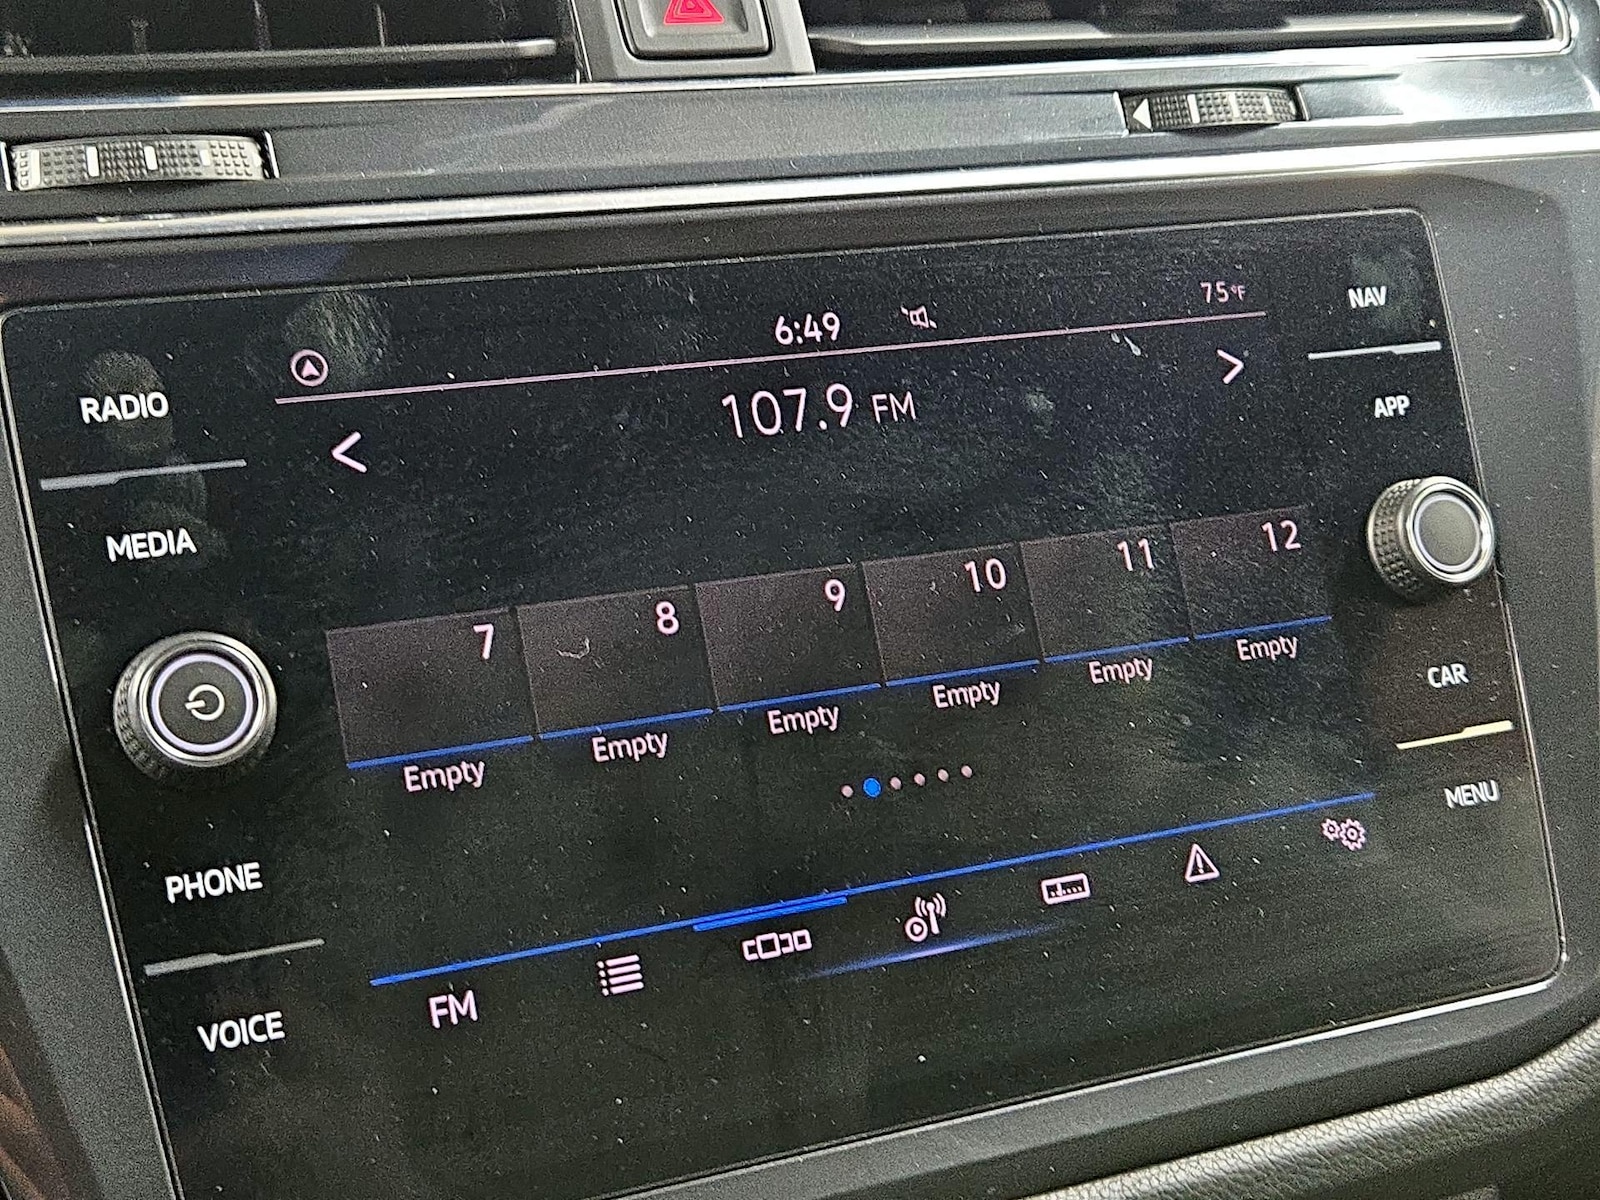 6:49
75°F
NAV
RADIO
107.9 FM
APP
< >
MEDIA
7 8 9 10 11 12
Empty Empty Empty Empty Empty Empty
CAR
MENU
PHONE
FM
VOICE